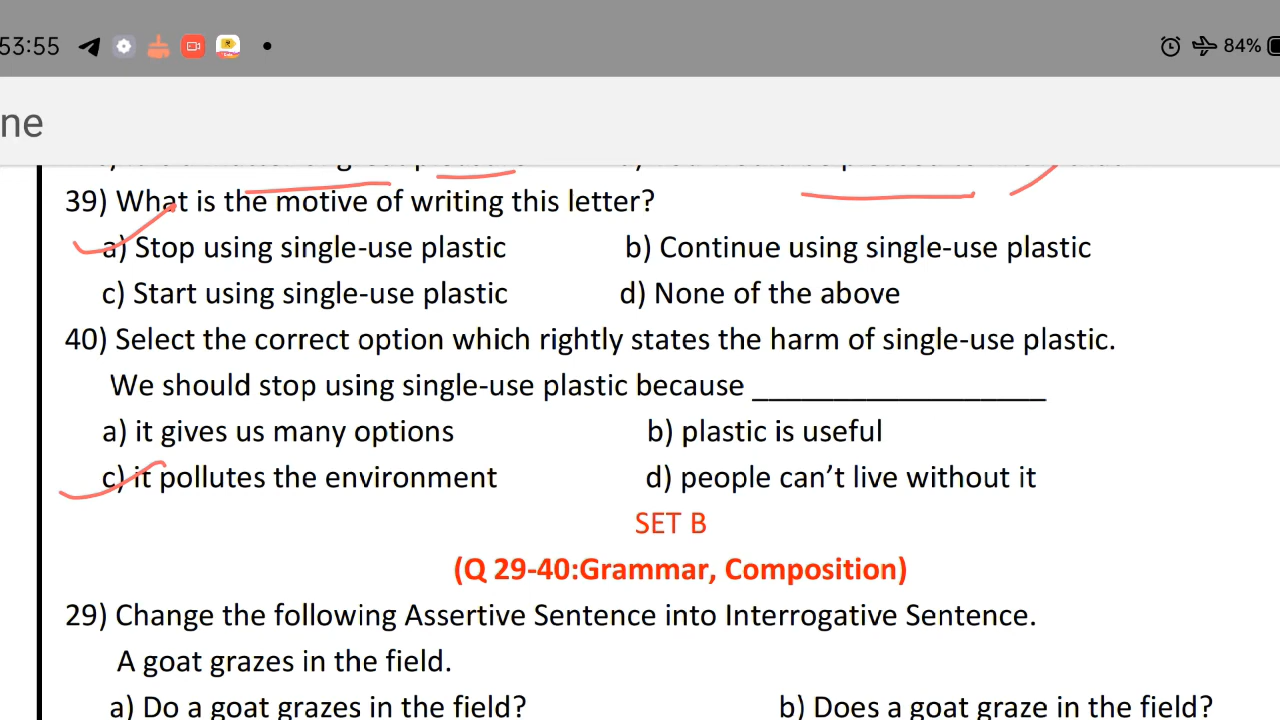 53:55 84%
ne
39) What is the motive of writing this letter?
a) Stop using single-use plastic b) Continue using single-use plastic
c) Start using single-use plastic d) None of the above
40) Select the correct option which rightly states the harm of single-use plastic.
We should stop using single-use plastic because ___________________
a) it gives us many options b) plastic is useful
c) it pollutes the environment d) people can’t live without it
SET B
(Q 29-40:Grammar, Composition)
29) Change the following Assertive Sentence into Interrogative Sentence.
A goat grazes in the field.
a) Do a goat grazes in the field? b) Does a goat graze in the field?